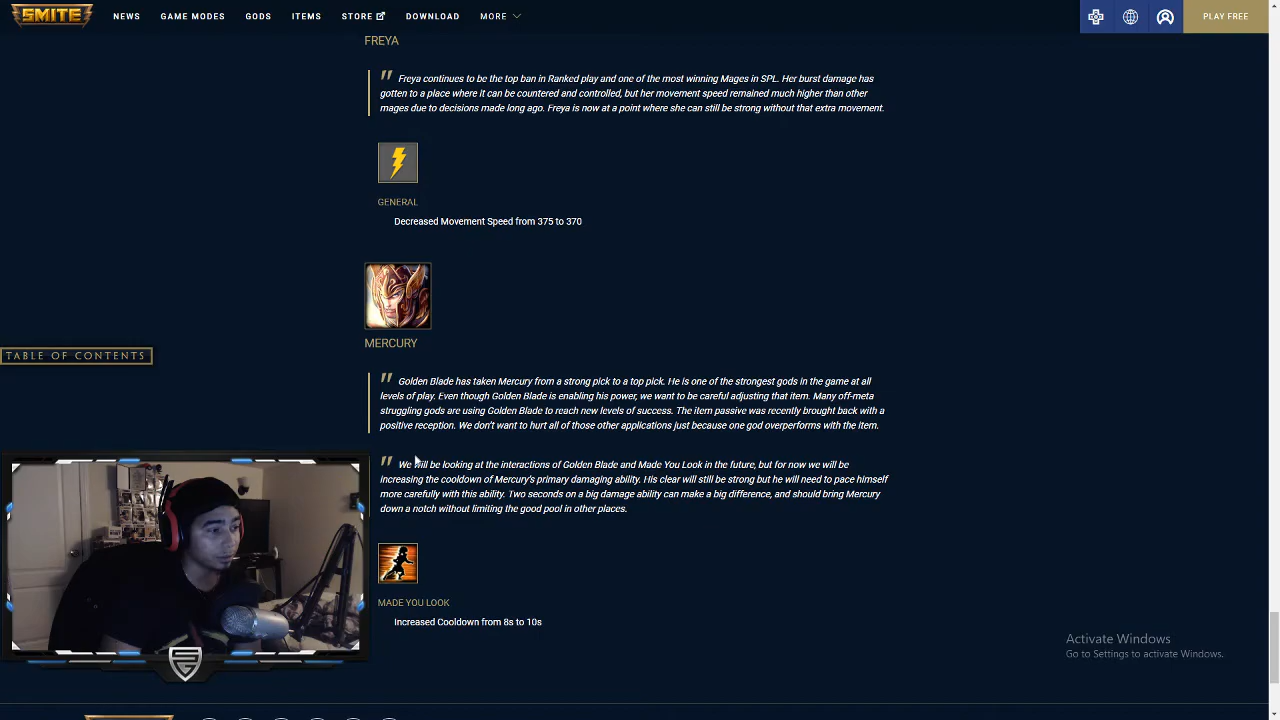 SMITE NEWS GAME MODES GODS ITEMS STORE DOWNLOAD MORE PLAY FREE
FREYA
" Freya continues to be the top ban in Ranked play and one of the most winning Mages in SPL. Her burst damage has
gotten to a place where it can be countered and controlled, but her movement speed remained much higher than other
mages due to decisions made long ago. Freya is now at a point where she can still be strong without that extra movement.
GENERAL
Decreased Movement Speed from 375 to 370
TABLE OF CONTENTS
MERCURY
" Golden Blade has taken Mercury from a strong pick to a top pick. He is one of the strongest gods in the game at all
levels of play. Even though Golden Blade is enabling his power, we want to be careful adjusting that item. Many off-meta
struggling gods are using Golden Blade to reach new levels of success. The item passive was recently brought back with a
positive reception. We don't want to hurt all of those other applications just because one god overperforms with the item.
" We will be looking at the interactions of Golden Blade and Made You Look in the future, but for now we will be
increasing the cooldown of Mercury's primary damaging ability. His clear will still be strong but he will need to pace himself
more carefully with this ability. Two seconds on a big damage ability can make a big difference, and should bring Mercury
down a notch without limiting the good pool in other places.
MADE YOU LOOK
Increased Cooldown from 8s to 10s
Activate Windows
Go to Settings to activate Windows.